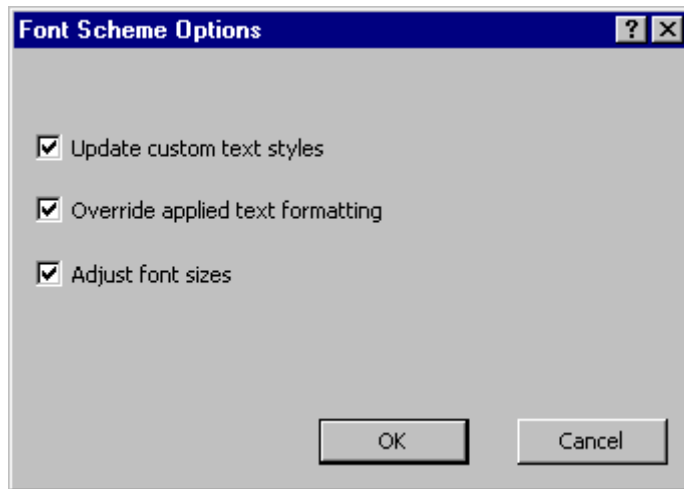 Font Scheme Options
Update custom text styles
Override applied text formatting
Adjust font sizes
OK Cancel